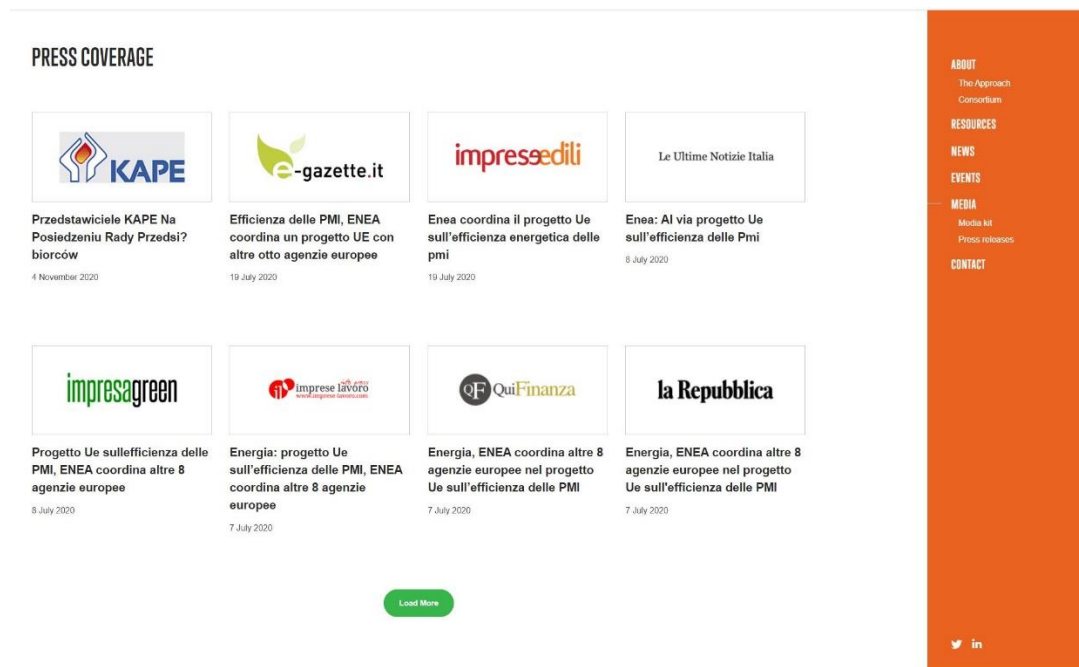 PRESS COVERAGE
KAPE
e-gazette.it
impreseedili
Le Ultime Notizie Italia
Przedstawiciele KAPE Na
Posiedzeniu Rady Przedsi?
biorców
4 November 2020
Efficienza delle PMI, ENEA
coordina un progetto UE con
altre otto agenzie europee
19 July 2020
Enea coordina il progetto Ue
sull'efficienza energetica delle
pmi
19 July 2020
Enea: Al via progetto Ue
sull'efficienza delle Pmi
8 July 2020
impresagreen
il imprese lavoro
www.imprese-lavoro.com
QF QuiFinanza
la Repubblica
Progetto Ue sullefficienza delle
PMI, ENEA coordina altre 8
agenzie europee
8 July 2020
Energia: progetto Ue
sull'efficienza delle PMI, ENEA
coordina altre 8 agenzie
europee
7 July 2020
Energia, ENEA coordina altre 8
agenzie europee nel progetto
Ue sull'efficienza delle PMI
7 July 2020
Energia, ENEA coordina altre 8
agenzie europee nel progetto
Ue sull'efficienza delle PMI
7 July 2020
Load More
ABOUT
The Approach
Consortium
RESOURCES
NEWS
EVENTS
MEDIA
Media kit
Press releases
CONTACT
in